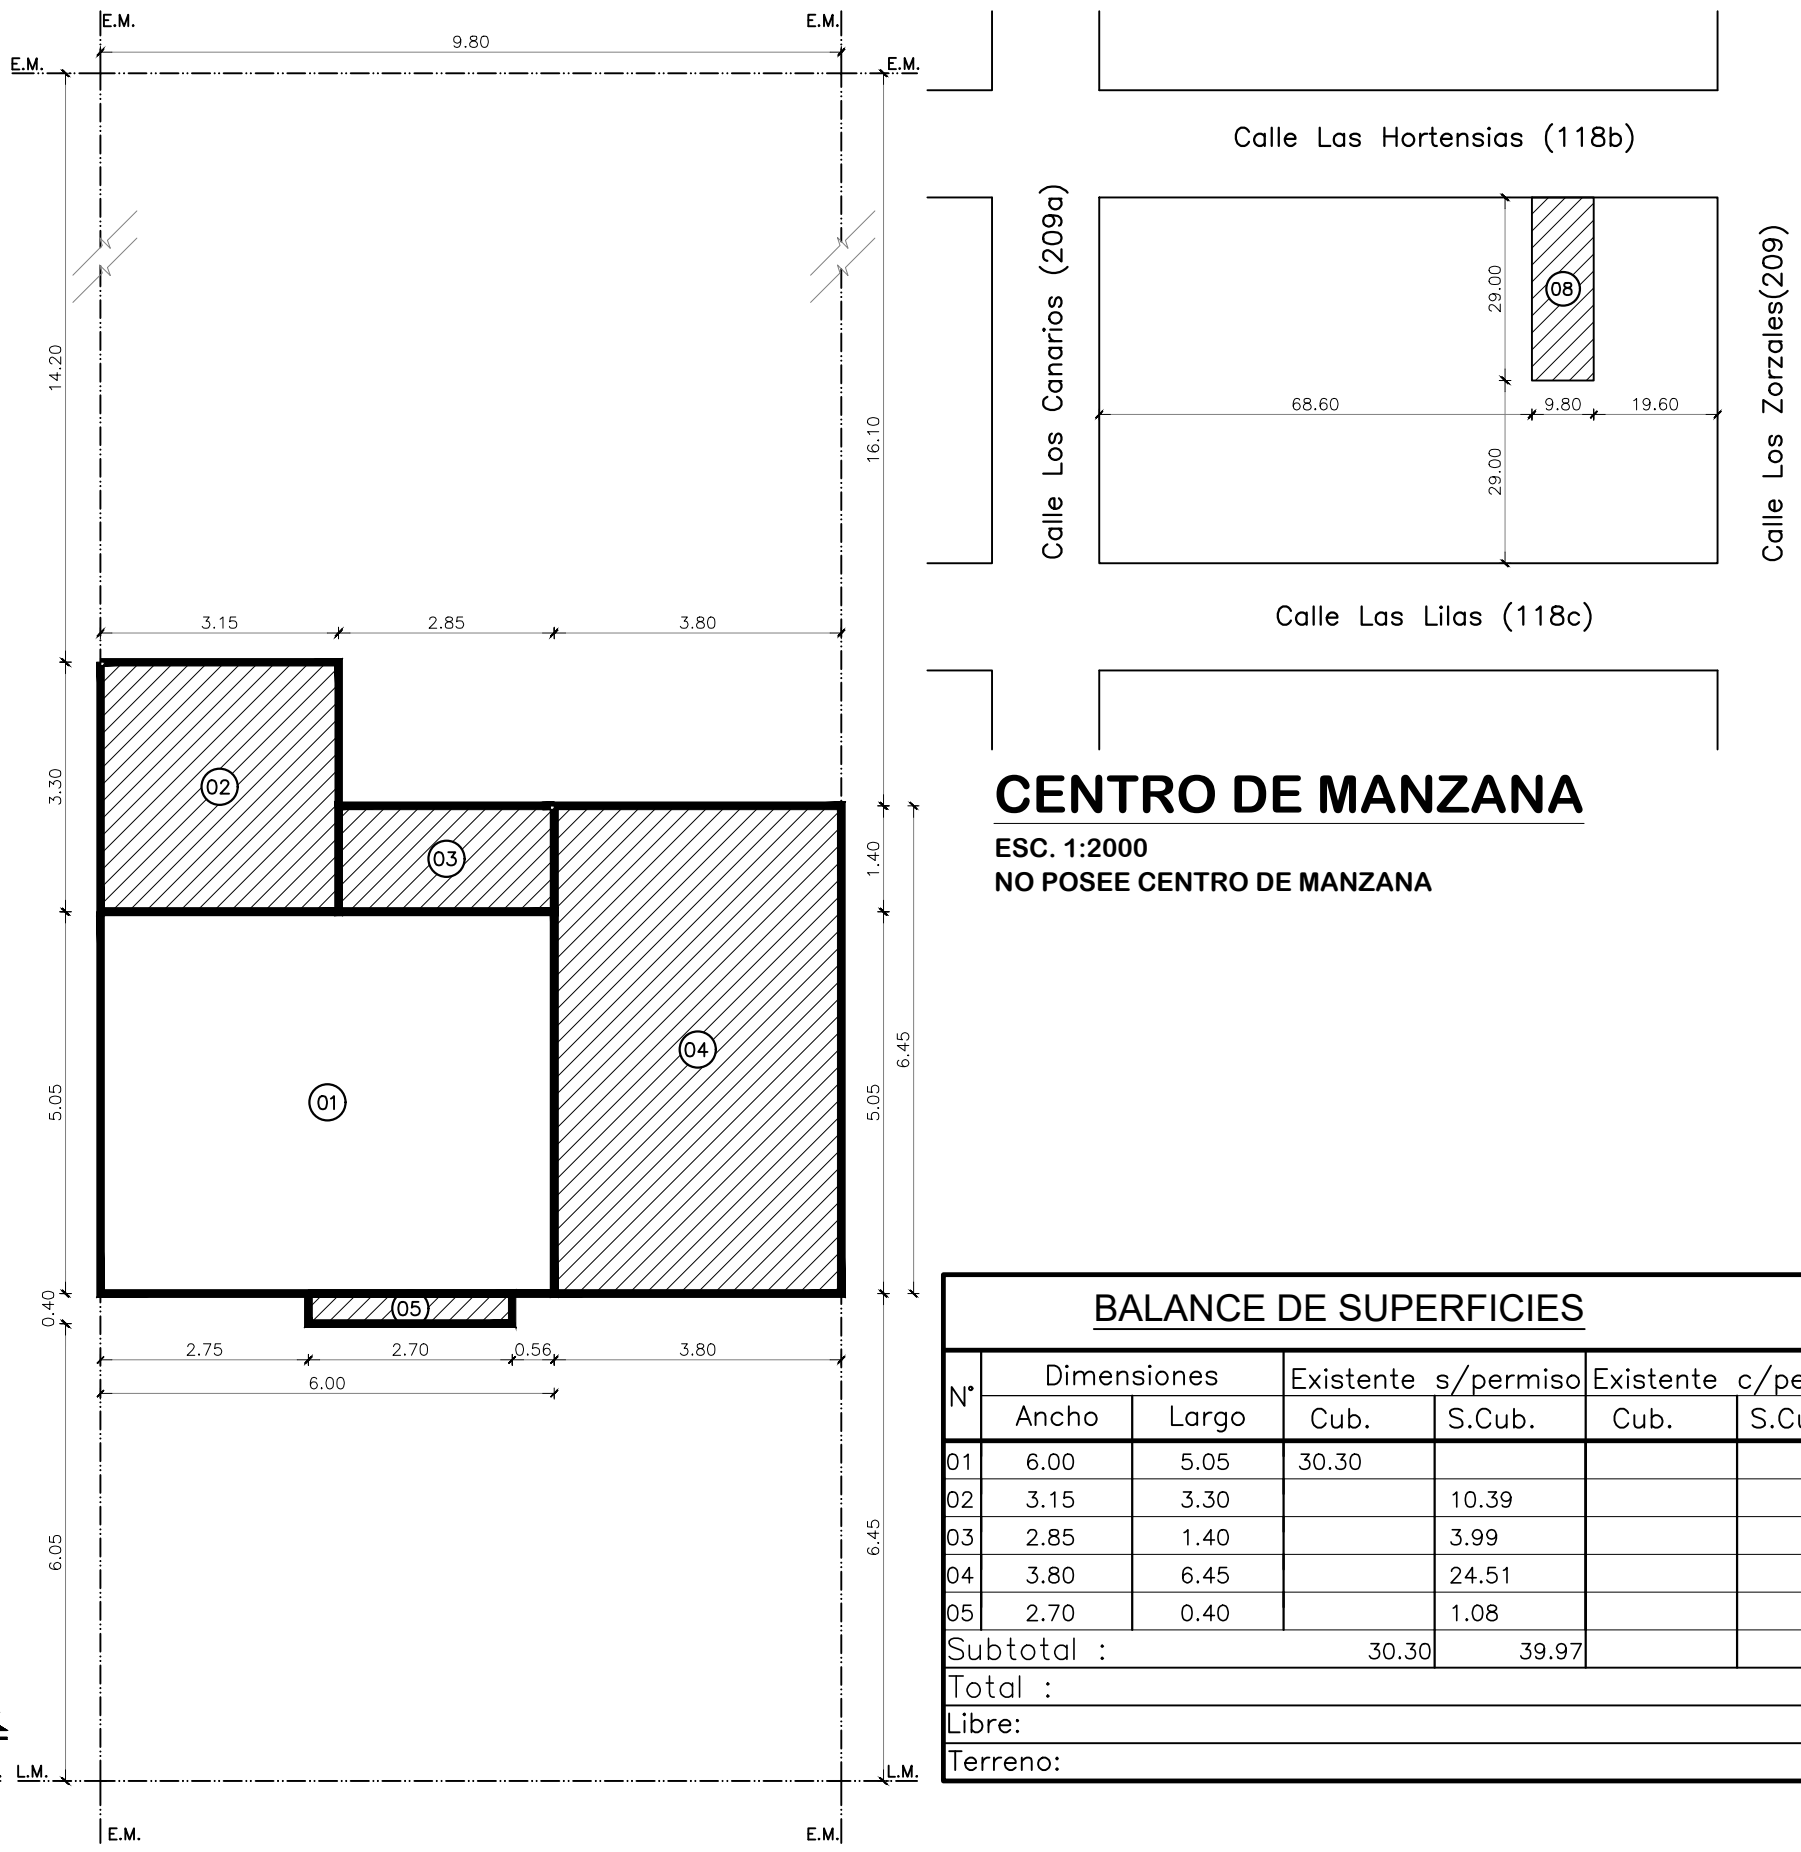 E.M.
E.M.
9.80
E.M.
E.M.
14.20
16.10
3.15
2.85
3.80
02
3.30
03
1.40
04
6.45
01
5.05
5.05
05
0.40
2.75
2.70
0.56
3.80
6.00
6.05
6.45
L.M.
L.M.
E.M.
E.M.
Calle Las Hortensias (118b)
Calle Los Canarios (209a)
29.00
08
Calle Los Zorzales(209)
68.60
9.80
19.60
29.00
Calle Las Lilas (118c)
CENTRO DE MANZANA
ESC. 1:2000
NO POSEE CENTRO DE MANZANA
BALANCE DE SUPERFICIES
N° Dimensiones Existente s/permiso Existente c/pe
Ancho Largo Cub. S.Cub. Cub. S.Cu
01 6.00 5.05 30.30
02 3.15 3.30 10.39
03 2.85 1.40 3.99
04 3.80 6.45 24.51
05 2.70 0.40 1.08
Subtotal : 30.30 39.97
Total :
Libre:
Terreno: